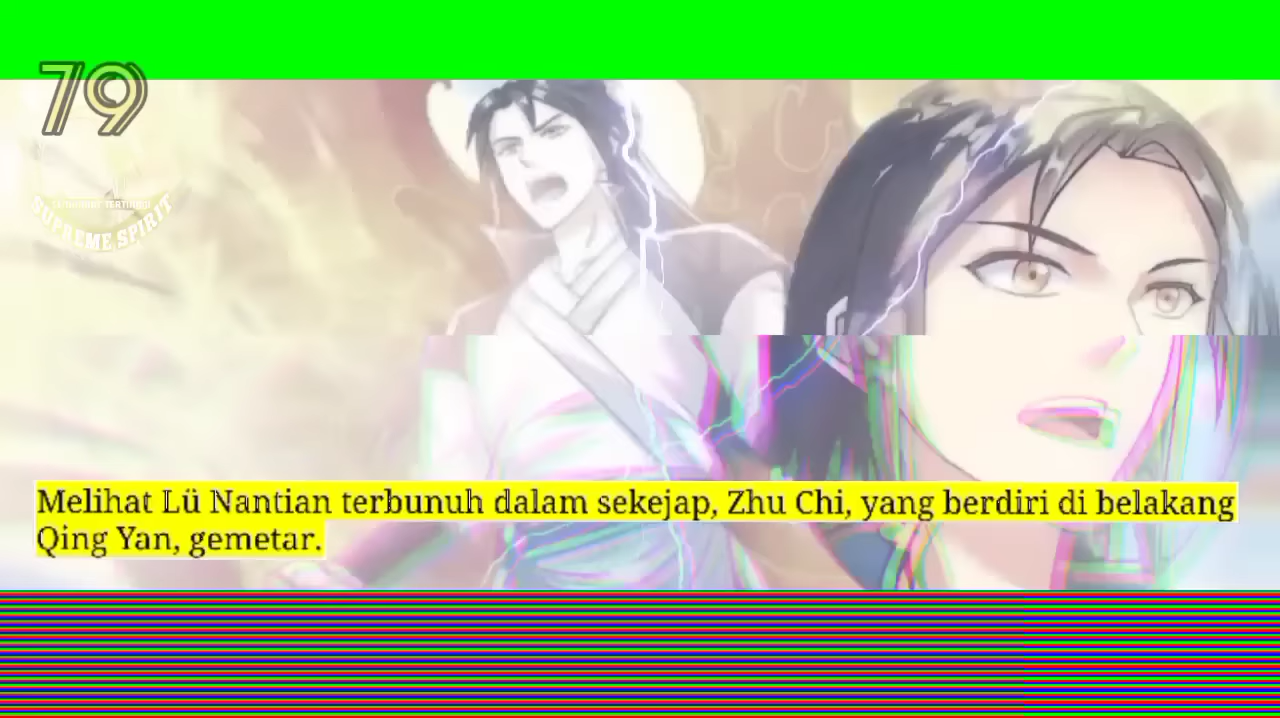 79
SUPREME SPIRIT
Melihat Lü Nantian terbunuh dalam sekejap, Zhu Chi, yang berdiri di belakang
Qing Yan, gemetar.